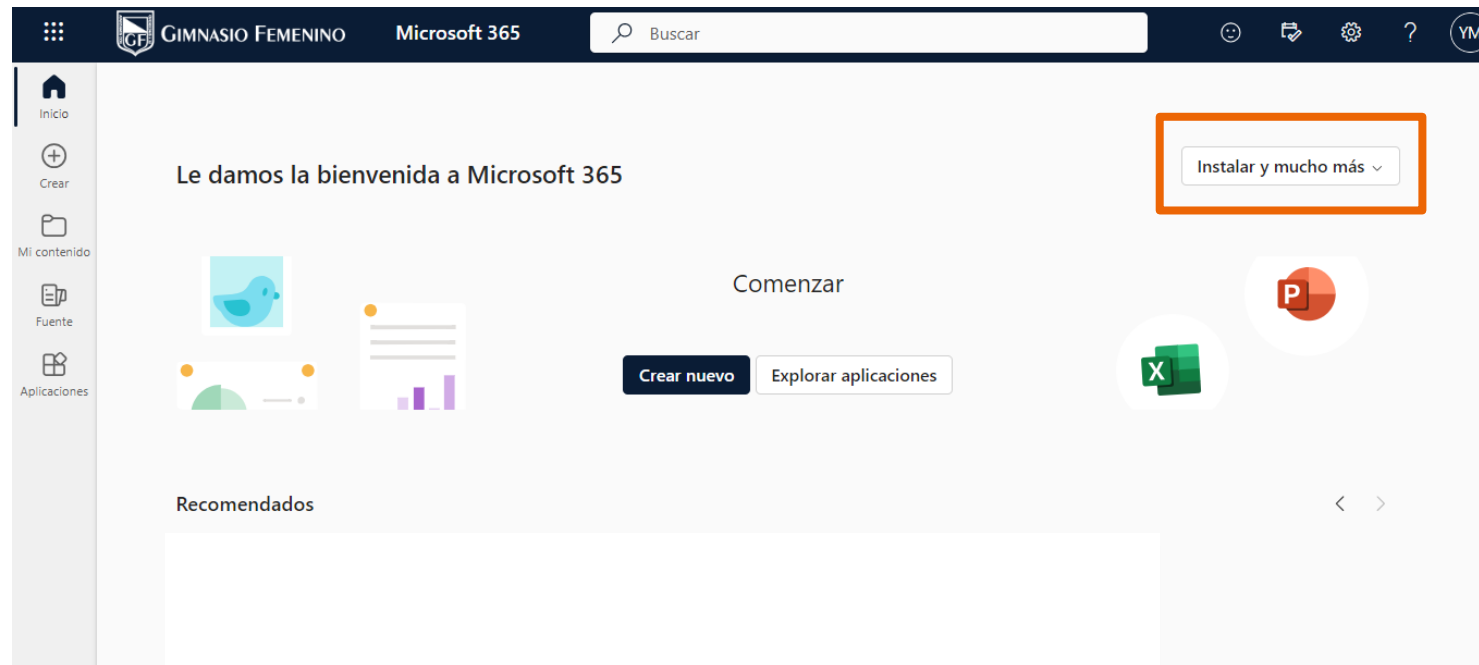 GF GIMNASIO FEMENINO Microsoft 365 Buscar ? YM
Inicio
Crear
Mi contenido
Fuente
Aplicaciones
Le damos la bienvenida a Microsoft 365
Instalar y mucho más
Comenzar
Crear nuevo Explorar aplicaciones
P
X
Recomendados